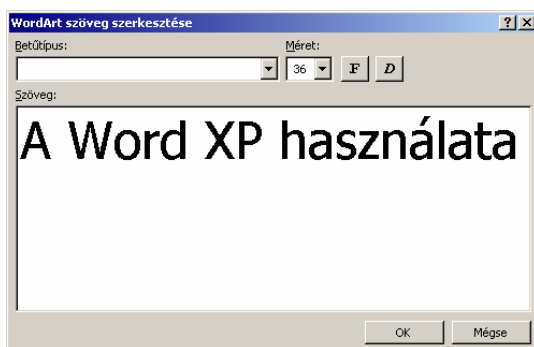 WordArt szöveg szerkesztése
Betűtípus: Méret:
36 F D
Szöveg:
A Word XP használata
OK Mégse